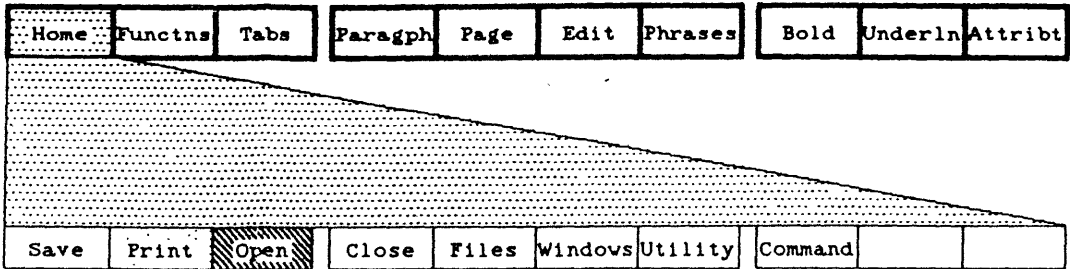 Home Functns Tabs Paragph Page Edit Phrases Bold Underln Attribt
Save Print Open Close Files Windows Utility Command